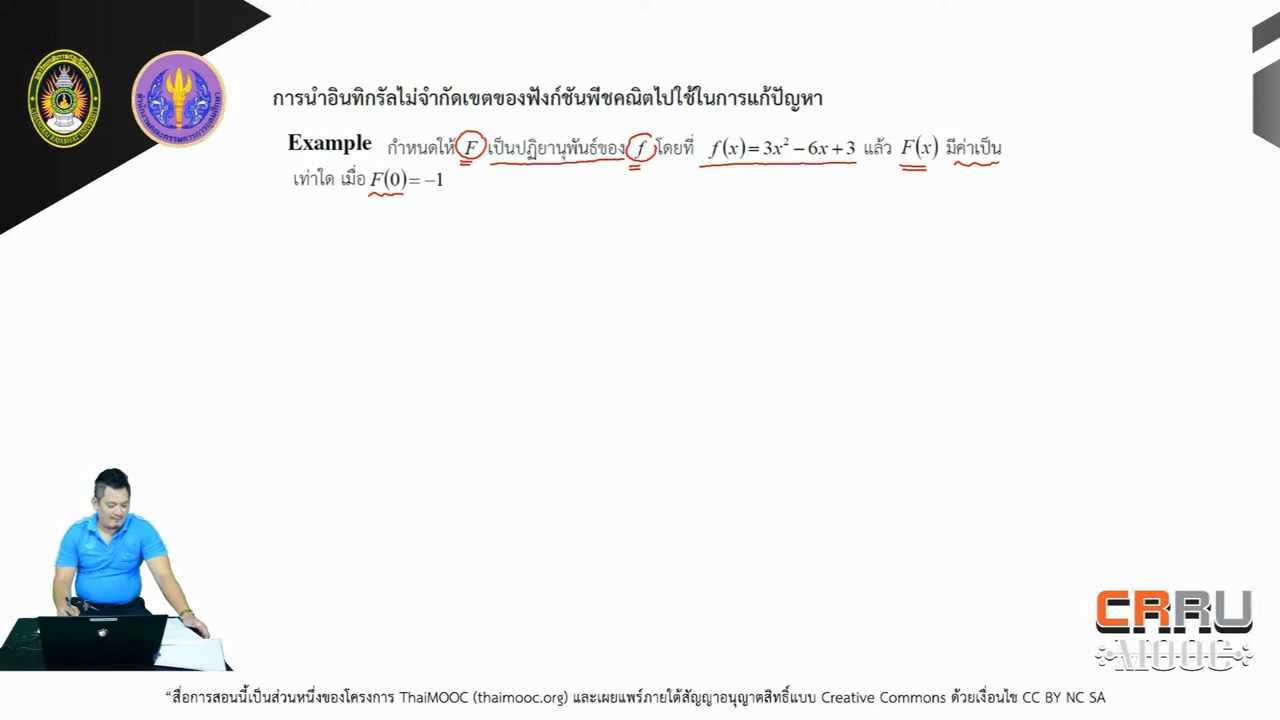 การนำอินทิกรัลไม่จำกัดเขตของฟังก์ชันพีชคณิตไปใช้ในการแก้ปัญหา
Example กำหนดให้ F เป็นปฏิยานุพันธ์ของ f โดยที่ f(x) = 3x² − 6x + 3 แล้ว F(x) มีค่าเป็น
เท่าใด เมื่อ F(0) = −1
CRRU
MOOC
“สื่อการสอนนี้เป็นส่วนหนึ่งของโครงการ ThaiMOOC (thaimooc.org) และเผยแพร่ภายใต้สัญญาอนุญาตสิทธิ์แบบ Creative Commons ด้วยเงื่อนไข CC BY NC SA